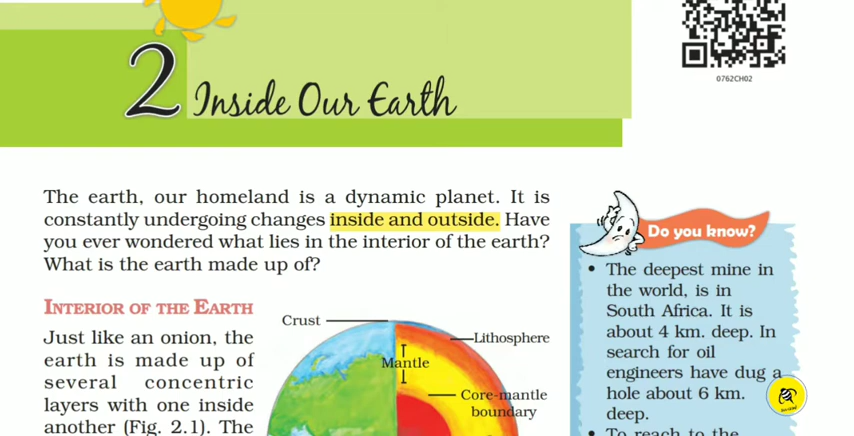 2 Inside Our Earth
0762CH02
The earth, our homeland is a dynamic planet. It is
constantly undergoing changes inside and outside. Have
you ever wondered what lies in the interior of the earth?
What is the earth made up of?
INTERIOR OF THE EARTH
Just like an onion, the
earth is made up of
several concentric
layers with one inside
another (Fig. 2.1). The
Crust
Lithosphere
Mantle
Core-mantle
boundary
Do you know?
• The deepest mine in
the world, is in
South Africa. It is
about 4 km. deep. In
search for oil
engineers have dug a
hole about 6 km.
deep.
• To reach to the